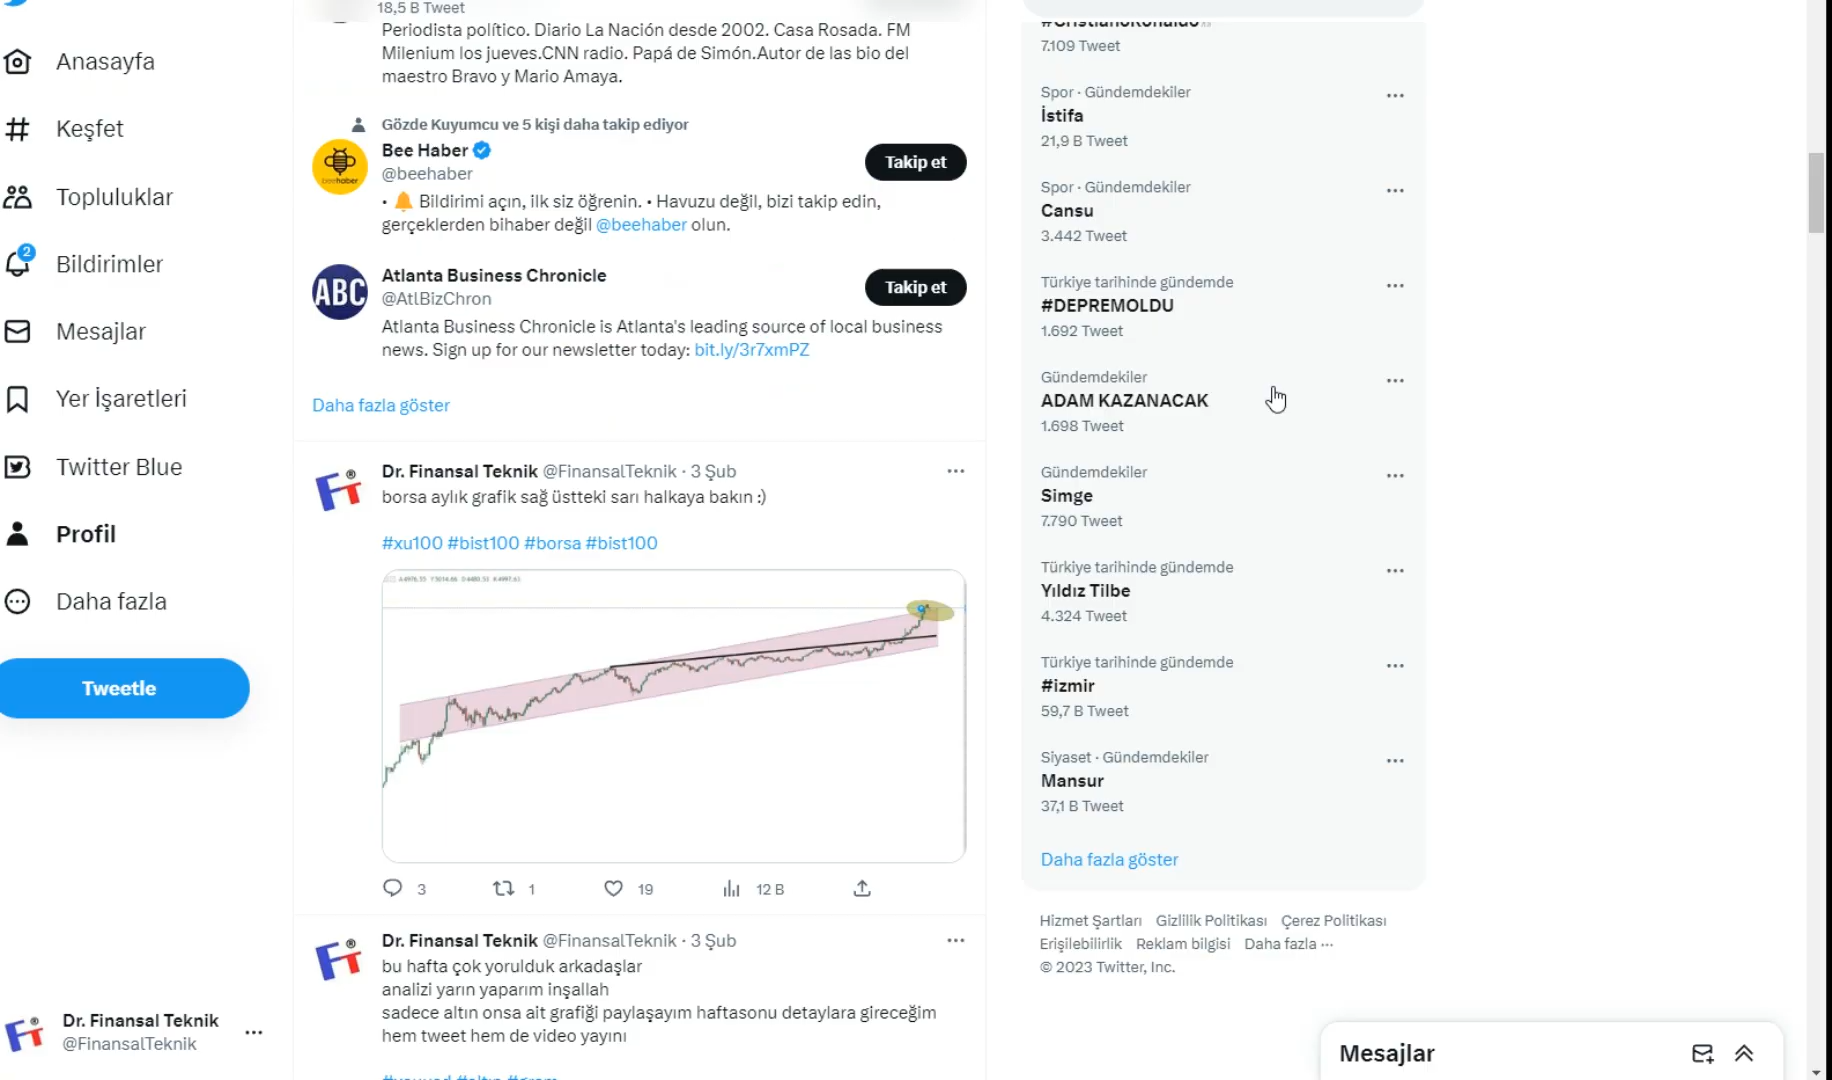 Anasayfa
Keşfet
Topluluklar
2
Bildirimler
Mesajlar
Yer İşaretleri
Twitter Blue
Profil
Daha fazla
Tweetle
Dr. Finansal Teknik
@FinansalTeknik
18,5 B Tweet
Periodista político. Diario La Nación desde 2002. Casa Rosada. FM
Milenium los jueves.CNN radio. Papá de Simón.Autor de las bio del
maestro Bravo y Mario Amaya.
Gözde Kuyumcu ve 5 kişi daha takip ediyor
Bee Haber
@beehaber
Takip et
• Bildirimi açın, ilk siz öğrenin. • Havuzu değil, bizi takip edin,
gerçeklerden bihaber değil @beehaber olun.
ABC
Atlanta Business Chronicle
@AtlBizChron
Takip et
Atlanta Business Chronicle is Atlanta's leading source of local business
news. Sign up for our newsletter today: bit.ly/3r7xmPZ
Daha fazla göster
Dr. Finansal Teknik @FinansalTeknik · 3 Şub
borsa aylık grafik sağ üstteki sarı halkaya bakın :)
#xu100 #bist100 #borsa #bist100
3 1 19 12 B
Dr. Finansal Teknik @FinansalTeknik · 3 Şub
bu hafta çok yorulduk arkadaşlar
analizi yarın yaparım inşallah
sadece altın onsa ait grafiği paylaşayım haftasonu detaylara gireceğim
hem tweet hem de video yayını
#CristianoRonaldo
7.109 Tweet
Spor · Gündemdekiler
İstifa
21,9 B Tweet
Spor · Gündemdekiler
Cansu
3.442 Tweet
Türkiye tarihinde gündemde
#DEPREMOLDU
1.692 Tweet
Gündemdekiler
ADAM KAZANACAK
1.698 Tweet
Gündemdekiler
Simge
7.790 Tweet
Türkiye tarihinde gündemde
Yıldız Tilbe
4.324 Tweet
Türkiye tarihinde gündemde
#izmir
59,7 B Tweet
Siyaset · Gündemdekiler
Mansur
37,1 B Tweet
Daha fazla göster
Hizmet Şartları Gizlilik Politikası Çerez Politikası
Erişilebilirlik Reklam bilgisi Daha fazla ···
© 2023 Twitter, Inc.
Mesajlar